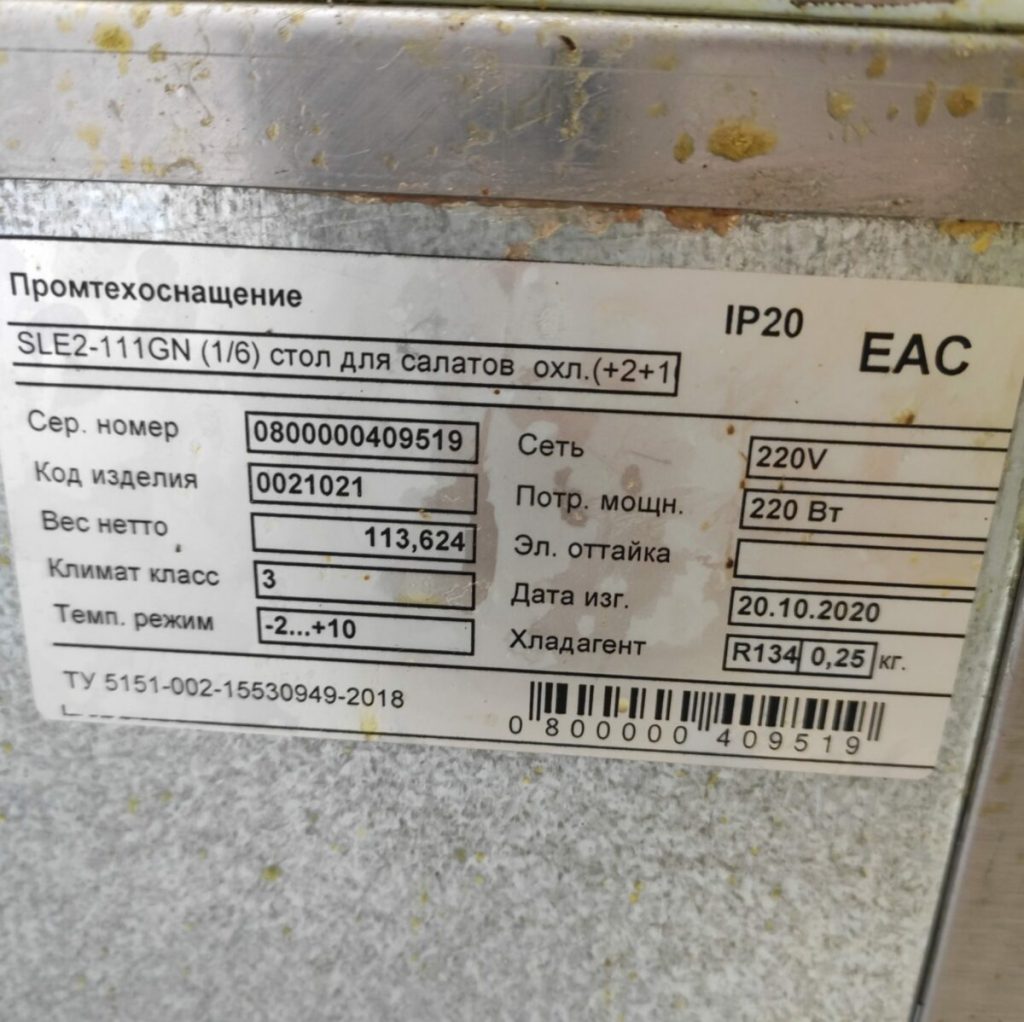 Промтехоснащение
IP20
EAC
SLE2-111GN (1/6) стол для салатов охл.(+2+1
Сер. номер 0800000409519
Сеть 220V
Код изделия 0021021
Потр. мощн. 220 Вт
Вес нетто 113,624
Эл. оттайка
Климат класс 3
Дата изг. 20.10.2020
Темп. режим -2...+10
Хладагент R134 0,25 кг.
ТУ 5151-002-15530949-2018
0 800000 409519